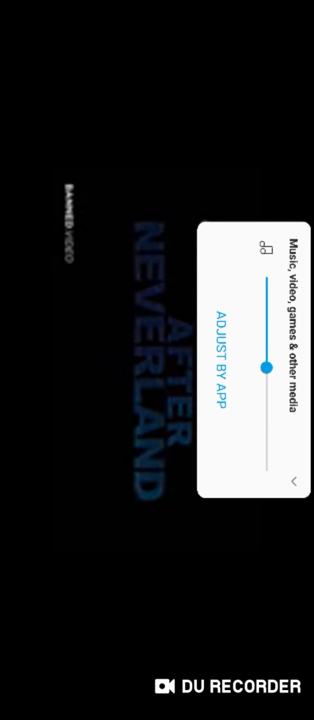 Music, video, games & other media
ADJUST BY APP
AFTER
NEVERLAND
BANNED.VIDEO
DU RECORDER